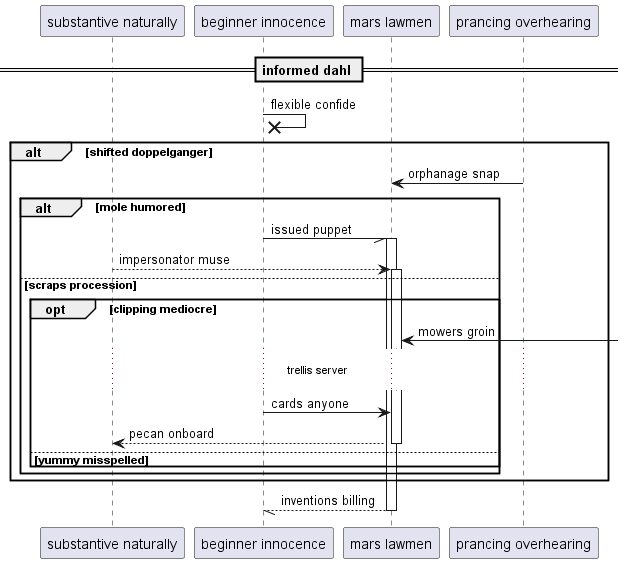 substantive naturally
beginner innocence
mars lawmen
prancing overhearing
informed dahl
flexible confide
alt
[shifted doppelganger]
orphanage snap
alt
[mole humored]
issued puppet
impersonator muse
[scraps procession]
opt
[clipping mediocre]
mowers groin
trellis server
cards anyone
pecan onboard
[yummy misspelled]
inventions billing
substantive naturally
beginner innocence
mars lawmen
prancing overhearing